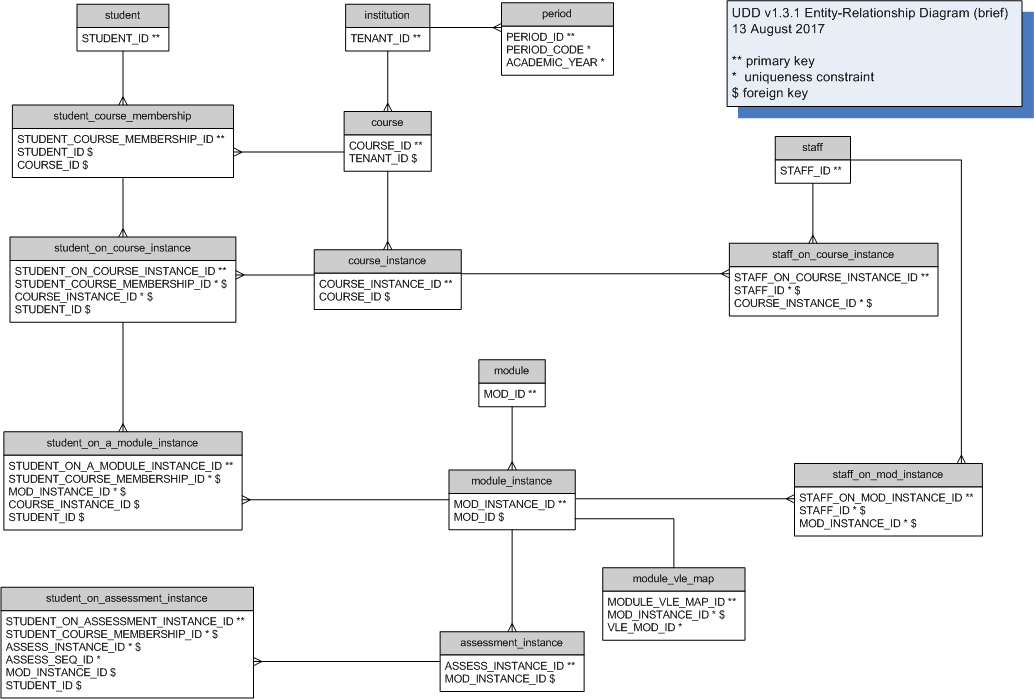 student
STUDENT_ID **
institution
TENANT_ID **
period
PERIOD_ID **
PERIOD_CODE *
ACADEMIC_YEAR *
UDD v1.3.1 Entity-Relationship Diagram (brief)
13 August 2017
** primary key
* uniqueness constraint
$ foreign key
student_course_membership
STUDENT_COURSE_MEMBERSHIP_ID **
STUDENT_ID $
COURSE_ID $
course
COURSE_ID **
TENANT_ID $
staff
STAFF_ID **
student_on_course_instance
STUDENT_ON_COURSE_INSTANCE_ID **
STUDENT_COURSE_MEMBERSHIP_ID * $
COURSE_INSTANCE_ID * $
STUDENT_ID $
course_instance
COURSE_INSTANCE_ID **
COURSE_ID $
staff_on_course_instance
STAFF_ON_COURSE_INSTANCE_ID **
STAFF_ID * $
COURSE_INSTANCE_ID * $
module
MOD_ID **
student_on_a_module_instance
STUDENT_ON_A_MODULE_INSTANCE_ID **
STUDENT_COURSE_MEMBERSHIP_ID * $
MOD_INSTANCE_ID * $
COURSE_INSTANCE_ID $
STUDENT_ID $
module_instance
MOD_INSTANCE_ID **
MOD_ID $
staff_on_mod_instance
STAFF_ON_MOD_INSTANCE_ID **
STAFF_ID * $
MOD_INSTANCE_ID * $
module_vle_map
MODULE_VLE_MAP_ID **
MOD_INSTANCE_ID * $
VLE_MOD_ID *
student_on_assessment_instance
STUDENT_ON_ASSESSMENT_INSTANCE_ID **
STUDENT_COURSE_MEMBERSHIP_ID * $
ASSESS_INSTANCE_ID * $
ASSESS_SEQ_ID *
MOD_INSTANCE_ID $
STUDENT_ID $
assessment_instance
ASSESS_INSTANCE_ID **
MOD_INSTANCE_ID $